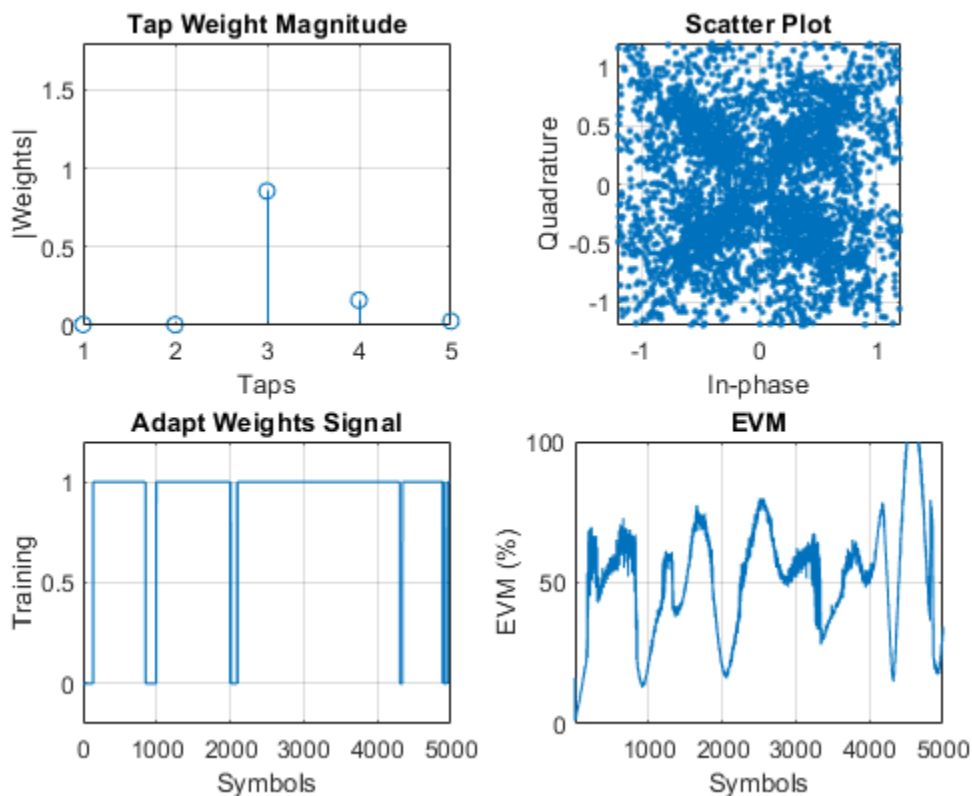 Tap Weight Magnitude
|Weights|
1.5
1
0.5
0
1 2 3 4 5
Taps
Scatter Plot
Quadrature
1
0.5
0
-0.5
-1
-1 0 1
In-phase
Adapt Weights Signal
Training
1
0.5
0
0 1000 2000 3000 4000 5000
Symbols
EVM
EVM (%)
100
50
0
1000 2000 3000 4000 5000
Symbols